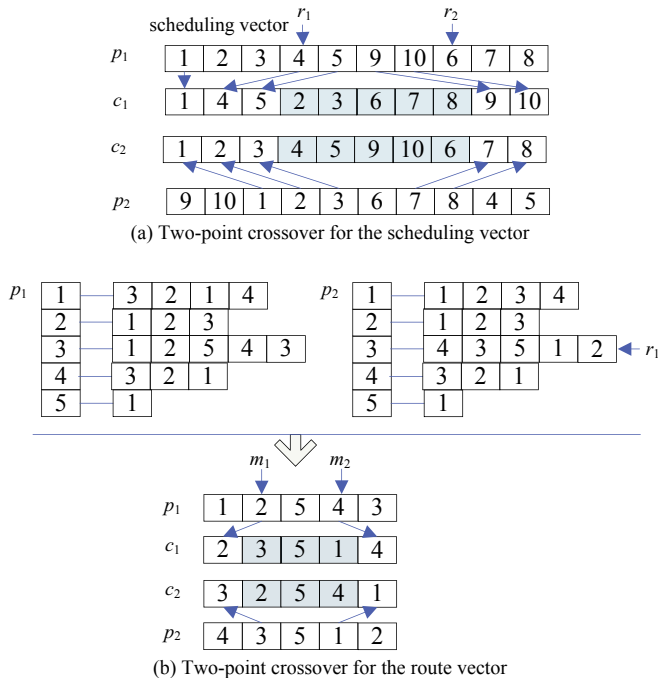 scheduling vector r1 r2
p1 1 2 3 4 5 9 10 6 7 8
c1 1 4 5 2 3 6 7 8 9 10
c2 1 2 3 4 5 9 10 6 7 8
p2 9 10 1 2 3 6 7 8 4 5
(a) Two-point crossover for the scheduling vector
p1 1 3 2 1 4 p2 1 1 2 3 4
2 1 2 3 2 1 2 3
3 1 2 5 4 3 3 4 3 5 1 2 r1
4 3 2 1 4 3 2 1
5 1 5 1
m1 m2
p1 1 2 5 4 3
c1 2 3 5 1 4
c2 3 2 5 4 1
p2 4 3 5 1 2
(b) Two-point crossover for the route vector